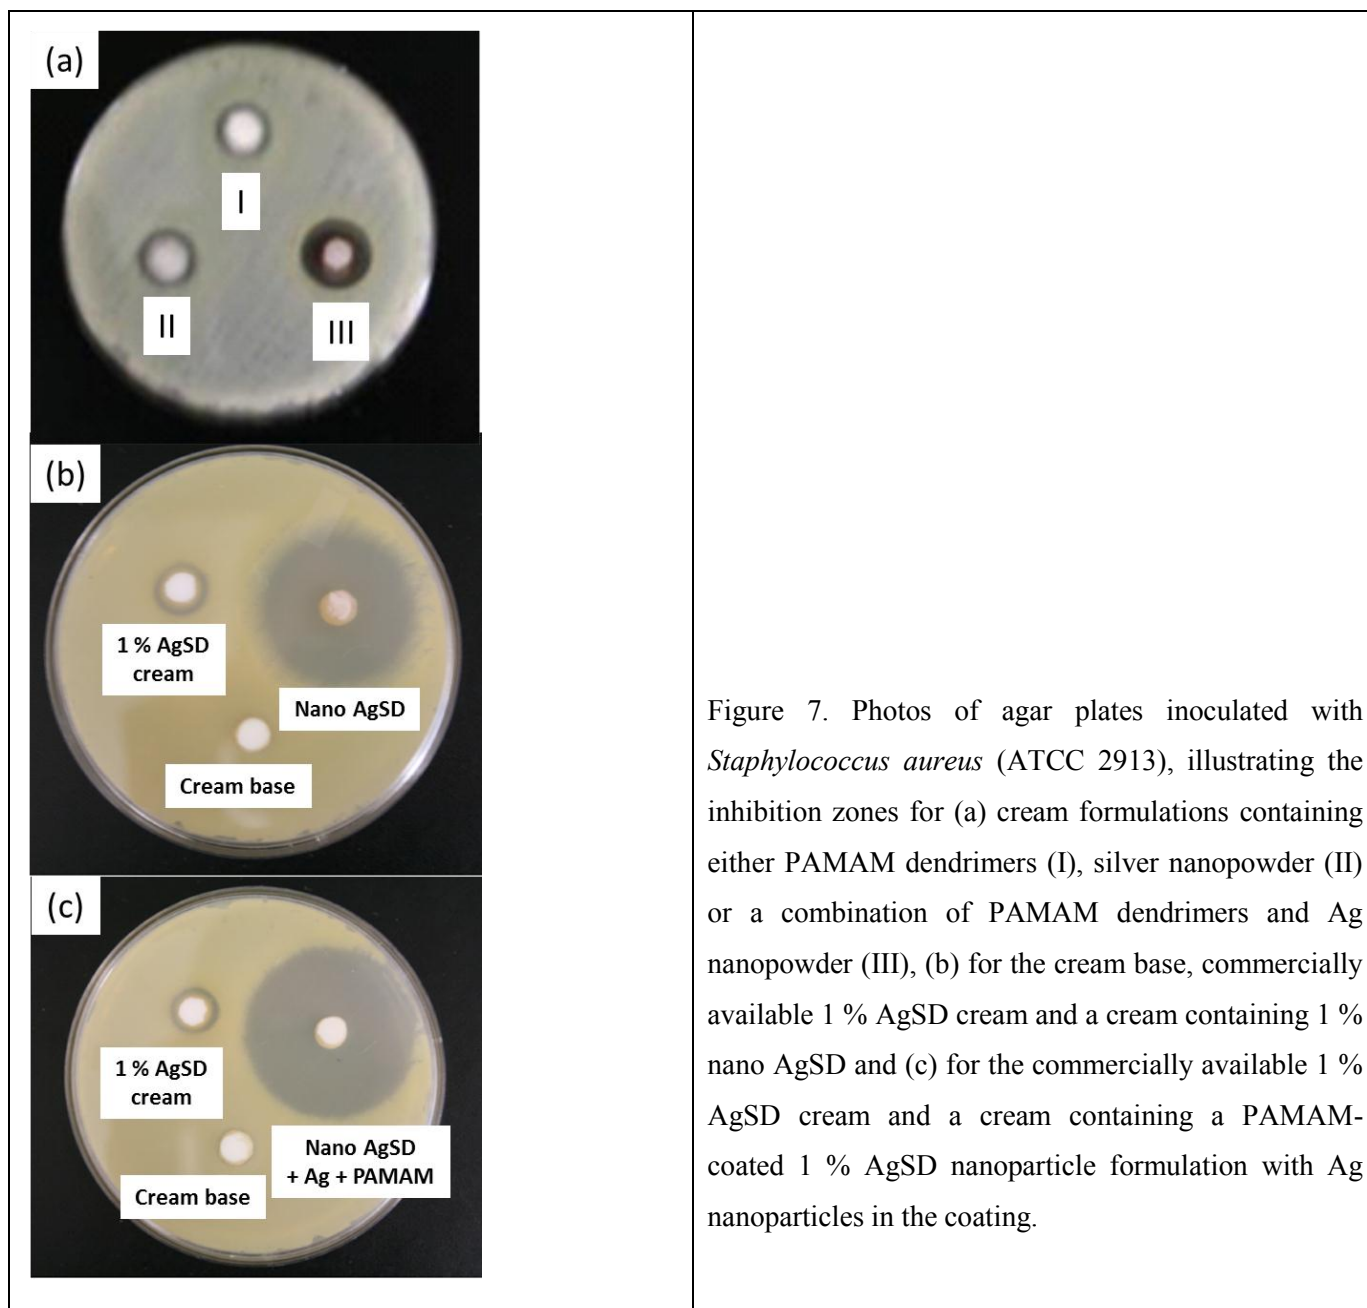 (a)
I
II
III
(b)
1 % AgSD
cream
Nano AgSD
Cream base
(c)
1 % AgSD
cream
Nano AgSD
+ Ag + PAMAM
Cream base
Figure 7. Photos of agar plates inoculated with
Staphylococcus aureus (ATCC 2913), illustrating the
inhibition zones for (a) cream formulations containing
either PAMAM dendrimers (I), silver nanopowder (II)
or a combination of PAMAM dendrimers and Ag
nanopowder (III), (b) for the cream base, commercially
available 1 % AgSD cream and a cream containing 1 %
nano AgSD and (c) for the commercially available 1 %
AgSD cream and a cream containing a PAMAM-
coated 1 % AgSD nanoparticle formulation with Ag
nanoparticles in the coating.